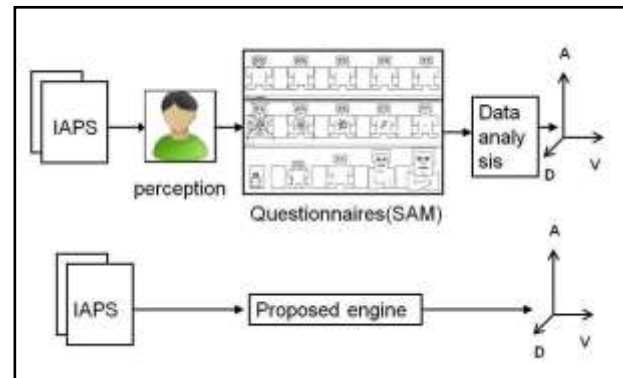 A
IAPS
Data
analy
sis
D
V
perception
Questionnaires(SAM)
A
IAPS
Proposed engine
D
V